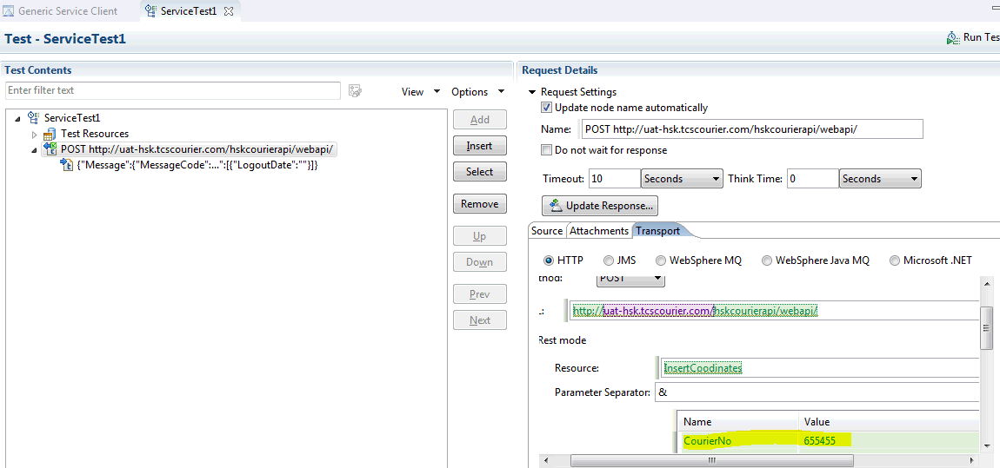 Generic Service Client
ServiceTest1
Test - ServiceTest1
Run Tes
Test Contents
Enter filter text
View
Options
ServiceTest1
Test Resources
POST http://uat-hsk.tcscourier.com/hskcourierapi/webapi/
{"Message":{"MessageCode":...":[{"LogoutDate":""}]}
Add
Insert
Select
Remove
Up
Down
Prev
Next
Request Details
Request Settings
Update node name automatically
Name: POST http://uat-hsk.tcscourier.com/hskcourierapi/webapi/
Do not wait for response
Timeout: 10 Seconds Think Time: 0 Seconds
Update Response...
Source Attachments Transport
HTTP JMS WebSphere MQ WebSphere Java MQ Microsoft .NET
thod: POST
L: http://uat-hsk.tcscourier.com/hskcourierapi/webapi/
Rest mode
Resource: InsertCoodinates
Parameter Separator: &
Name Value
CourierNo 655455